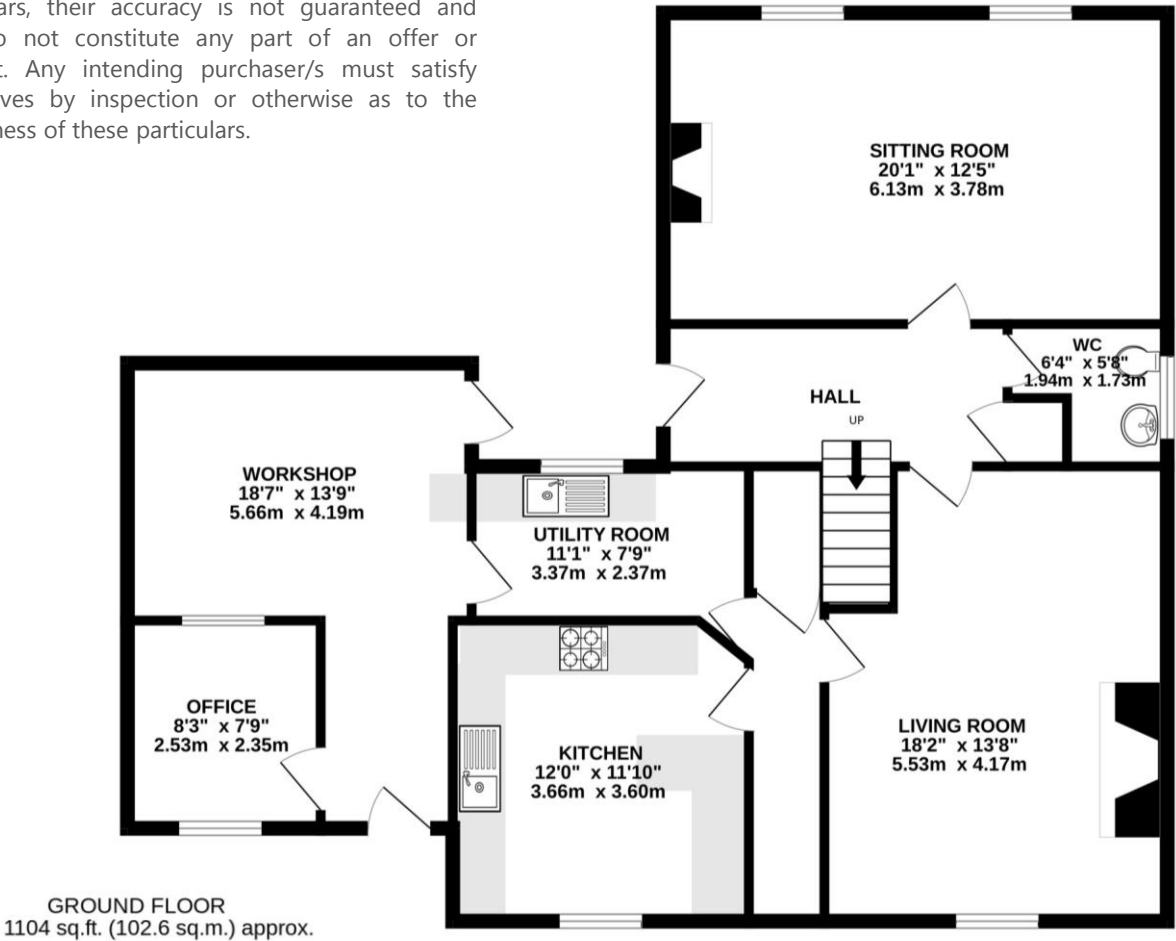 their accuracy is not guaranteed and
not constitute any part of an offer or
Any intending purchaser/s must satisfy
by inspection or otherwise as to the
of these particulars.
SITTING ROOM
20'1" x 12'5"
6.13m x 3.78m
WC
6'4" x 5'8"
1.94m x 1.73m
HALL
UP
WORKSHOP
18'7" x 13'9"
5.66m x 4.19m
UTILITY ROOM
11'1" x 7'9"
3.37m x 2.37m
OFFICE
8'3" x 7'9"
2.53m x 2.35m
KITCHEN
12'0" x 11'10"
3.66m x 3.60m
LIVING ROOM
18'2" x 13'8"
5.53m x 4.17m
GROUND FLOOR
1104 sq.ft. (102.6 sq.m.) approx.